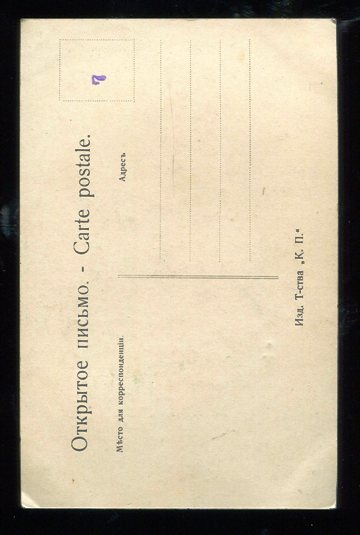 Открытое письмо. - Carte postale.
7
Мѣсто для корреспонденціи.
Адресъ
Изд. Т-ства „К. П.“